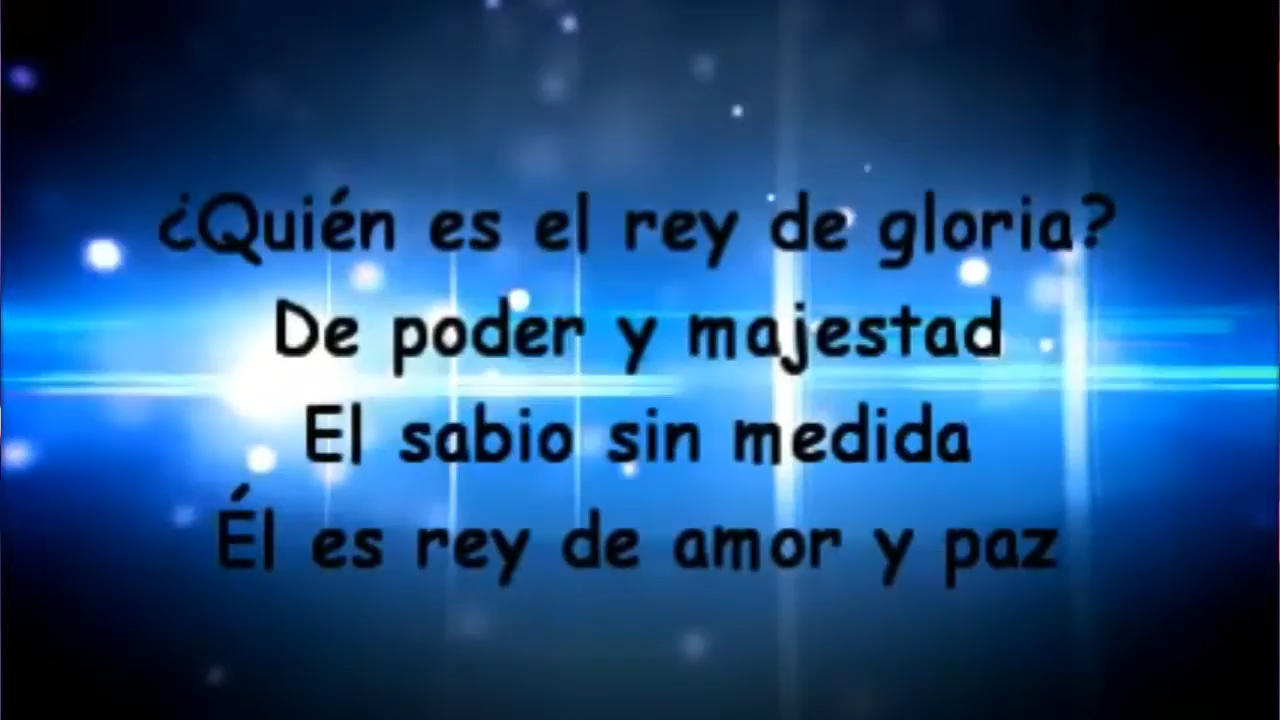 ¿Quién es el rey de gloria?
De poder y majestad
El sabio sin medida
Él es rey de amor y paz